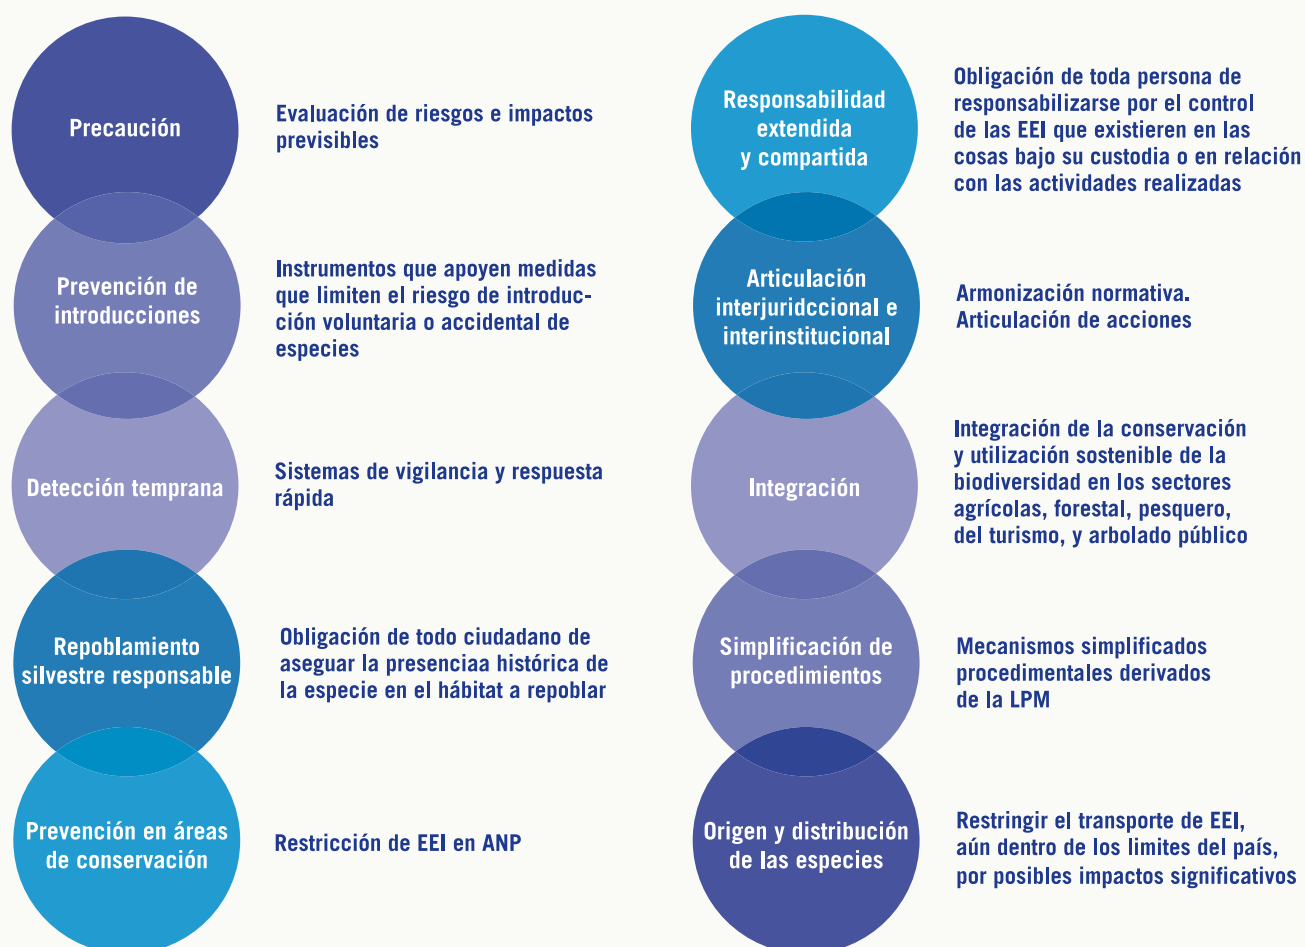 Precaución
Evaluación de riesgos e impactos
previsibles
Prevención de
introducciones
Instrumentos que apoyen medidas
que limiten el riesgo de introduc-
ción voluntaria o accidental de
especies
Detección temprana
Sistemas de vigilancia y respuesta
rápida
Repoblamiento
silvestre responsable
Obligación de todo ciudadano de
aseguar la presenciaa histórica de
la especie en el hábitat a repoblar
Prevención en áreas
de conservación
Restricción de EEI en ANP
Responsabilidad
extendida
y compartida
Obligación de toda persona de
responsabilizarse por el control
de las EEI que existieren en las
cosas bajo su custodia o en relación
con las actividades realizadas
Articulación
interjuridccional e
interinstitucional
Armonización normativa.
Articulación de acciones
Integración
Integración de la conservación
y utilización sostenible de la
biodiversidad en los sectores
agrícolas, forestal, pesquero,
del turismo, y arbolado público
Simplificación de
procedimientos
Mecanismos simplificados
procedimentales derivados
de la LPM
Origen y distribución
de las especies
Restringir el transporte de EEI,
aún dentro de los limites del país,
por posibles impactos significativos